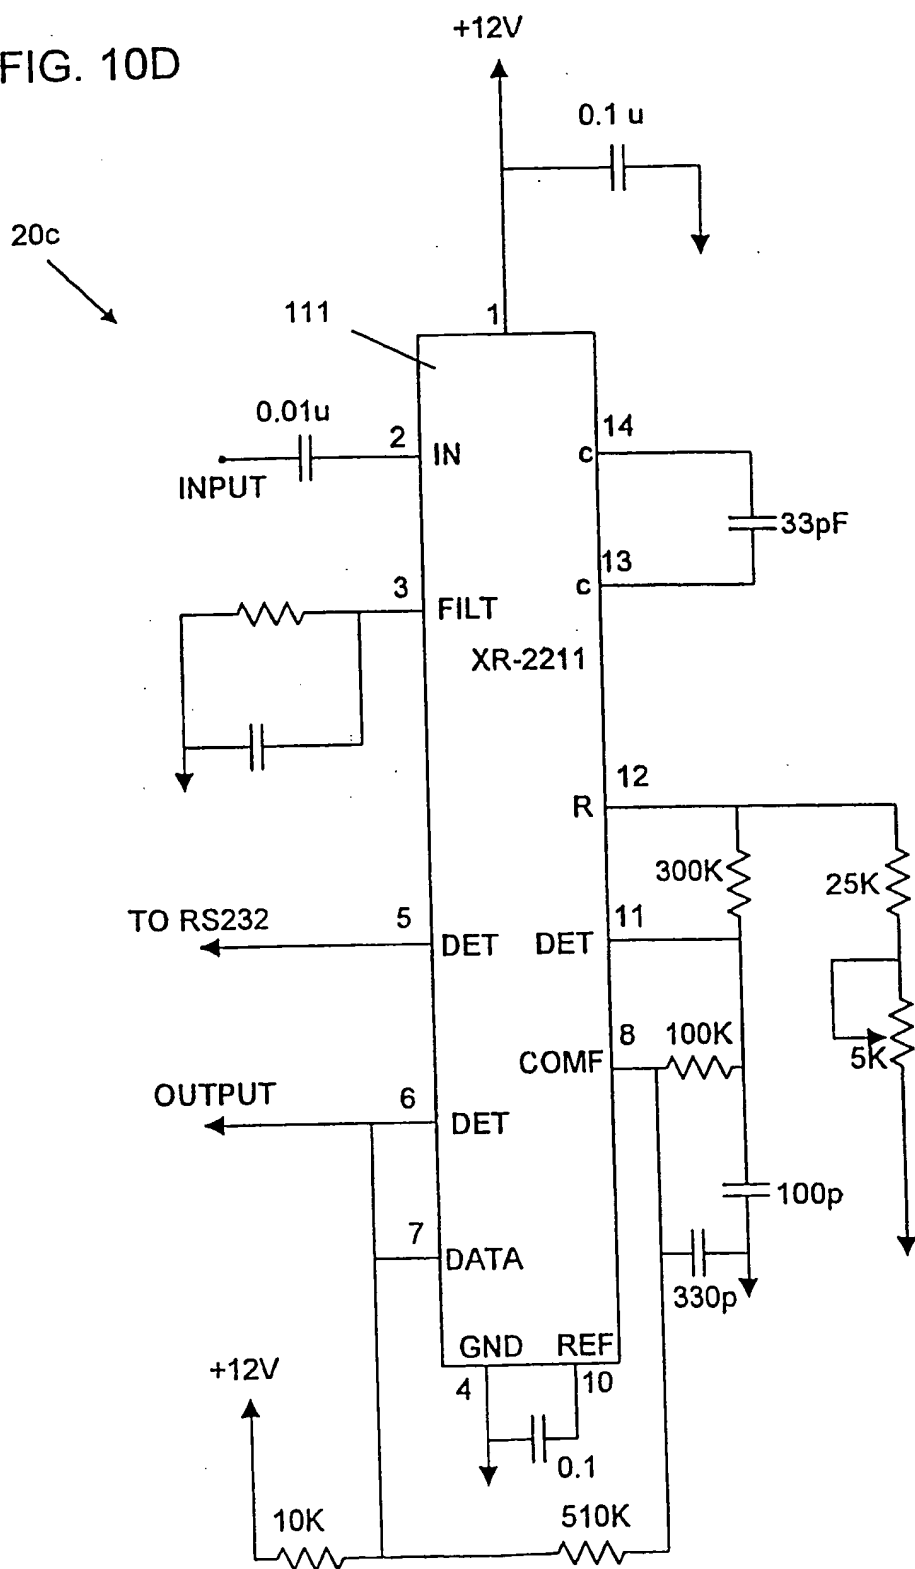 FIG. 10D
+12V
0.1 u
20c
111
1
0.01u
2
IN
INPUT
14
c
33pF
13
c
3
FILT
XR-2211
12
R
300K
25K
TO RS232
5
DET
11
DET
5K
8
COMF
100K
OUTPUT
6
DET
100p
7
DATA
330p
GND
REF
4
10
+12V
0.1
10K
510K